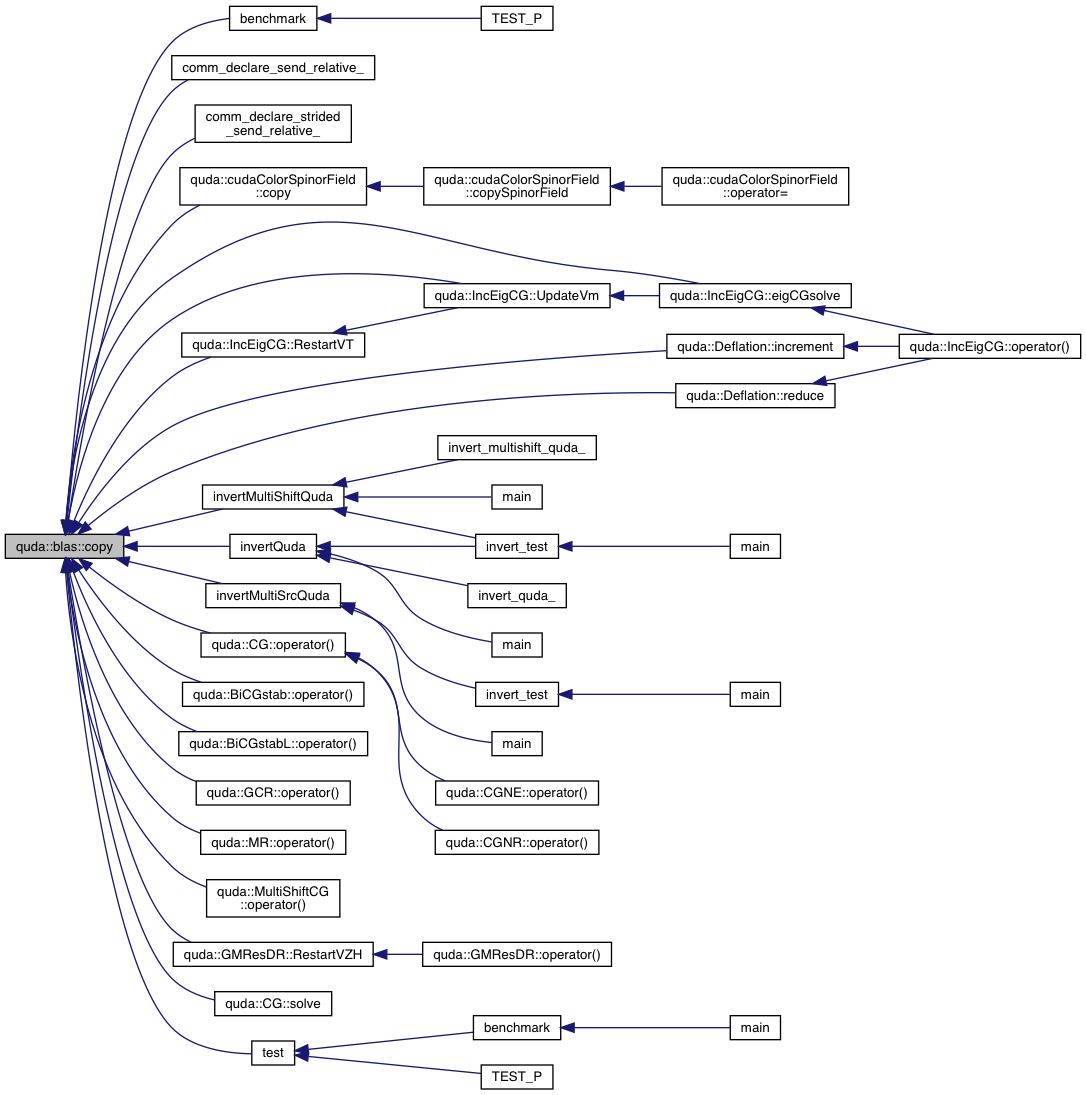 benchmark
TEST_P
comm_declare_send_relative_
comm_declare_strided
_send_relative_
quda::cudaColorSpinorField
::copy
quda::cudaColorSpinorField
::copySpinorField
quda::cudaColorSpinorField
::operator=
quda::IncEigCG::UpdateVm
quda::IncEigCG::eigCGsolve
quda::IncEigCG::RestartVT
quda::Deflation::increment
quda::IncEigCG::operator()
quda::Deflation::reduce
invert_multishift_quda_
invertMultiShiftQuda
main
quda::blas::copy
invertQuda
invert_test
main
invertMultiSrcQuda
invert_quda_
quda::CG::operator()
main
quda::BiCGstab::operator()
invert_test
main
quda::BiCGstabL::operator()
main
quda::GCR::operator()
quda::CGNE::operator()
quda::MR::operator()
quda::CGNR::operator()
quda::MultiShiftCG
::operator()
quda::GMResDR::RestartVZH
quda::GMResDR::operator()
quda::CG::solve
benchmark
main
test
TEST_P